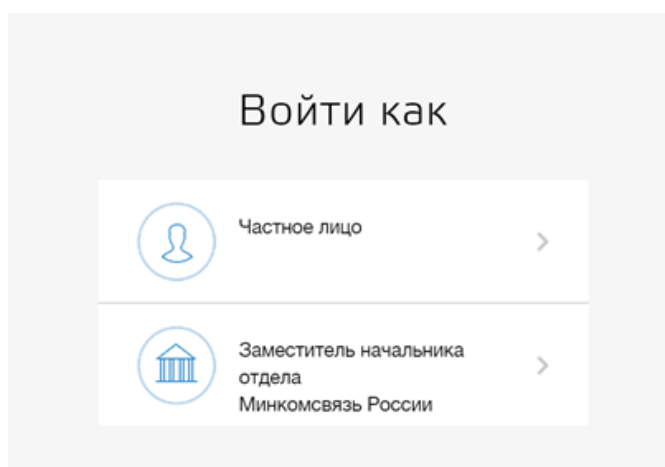 Войти как
Частное лицо
Заместитель начальника
отдела
Минкомсвязь России